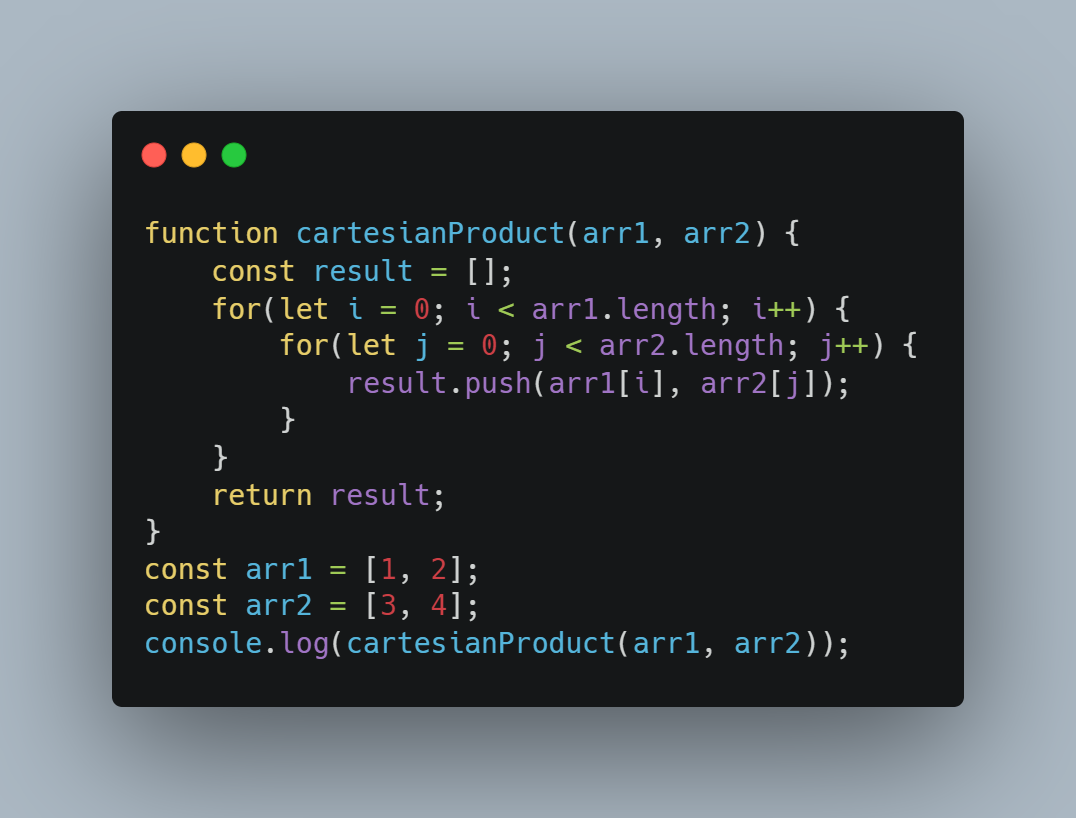 function cartesianProduct(arr1, arr2) {
    const result = [];
    for(let i = 0; i < arr1.length; i++) {
        for(let j = 0; j < arr2.length; j++) {
            result.push(arr1[i], arr2[j]);
        }
    }
    return result;
}
const arr1 = [1, 2];
const arr2 = [3, 4];
console.log(cartesianProduct(arr1, arr2));